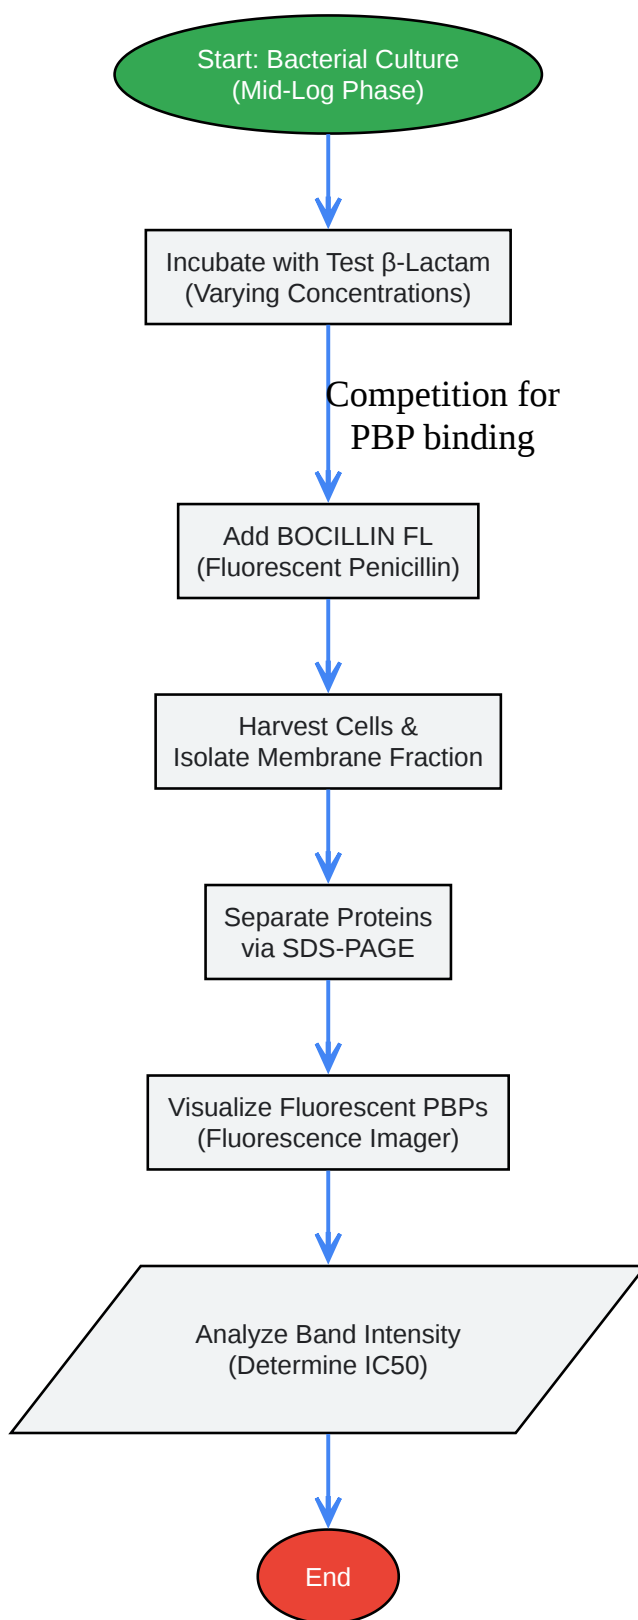 Start: Bacterial Culture
(Mid-Log Phase)
Incubate with Test β-Lactam
(Varying Concentrations)
Competition for
PBP binding
Add BOCILLIN FL
(Fluorescent Penicillin)
Harvest Cells &
Isolate Membrane Fraction
Separate Proteins
via SDS-PAGE
Visualize Fluorescent PBPs
(Fluorescence Imager)
Analyze Band Intensity
(Determine IC50)
End